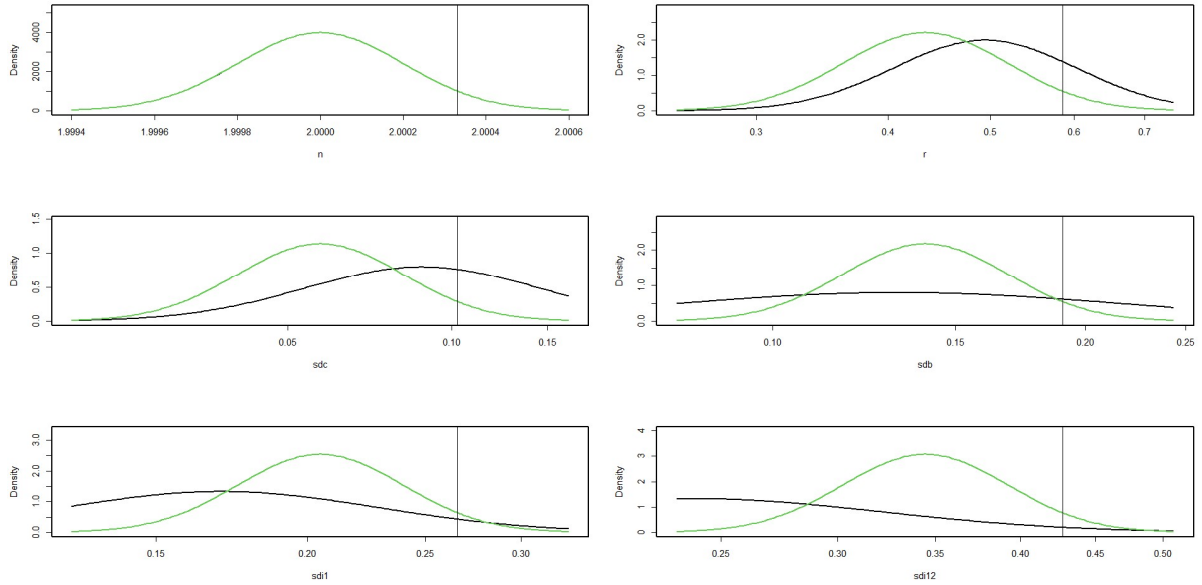 Density
0 2000 4000
1.9994 1.9996 1.9998 2.0000 2.0002 2.0004 2.0006
n
Density
0.0 1.0 2.0
0.3 0.4 0.5 0.6 0.7
r
Density
0.0 0.5 1.0 1.5
0.05 0.10 0.15
sdc
Density
0.0 1.0 2.0
0.10 0.15 0.20 0.25
sdb
Density
0.0 1.0 2.0 3.0
0.15 0.20 0.25 0.30
sdi1
Density
0 1 2 3 4
0.25 0.30 0.35 0.40 0.45 0.50
sdi12